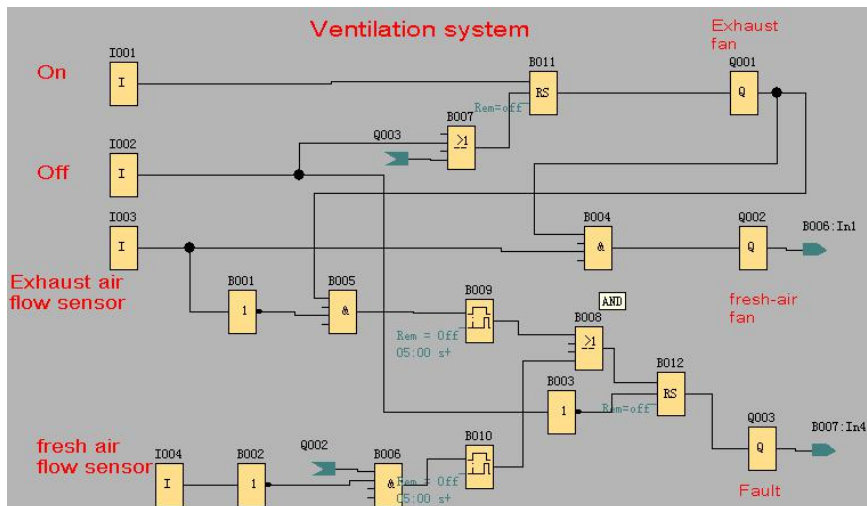 Ventilation system
Exhaust
fan
I001
On
I
B011
RS
Rem=off
Q001
Q
B007
≥1
Q003
I002
Off
I
I003
I
B004
&
Q002
Q
B006:In1
Exhaust air
flow sensor
B001
1
B005
&
B009
Rem = Off
05:00 s+
AND
B008
≥1
fresh-air
fan
B003
1
B012
RS
Rem=off
Q003
Q
B007:In4
Fault
fresh air
flow sensor
I004
I
B002
1
Q002
B006
&
B010
Rem = Off
05:00 s+